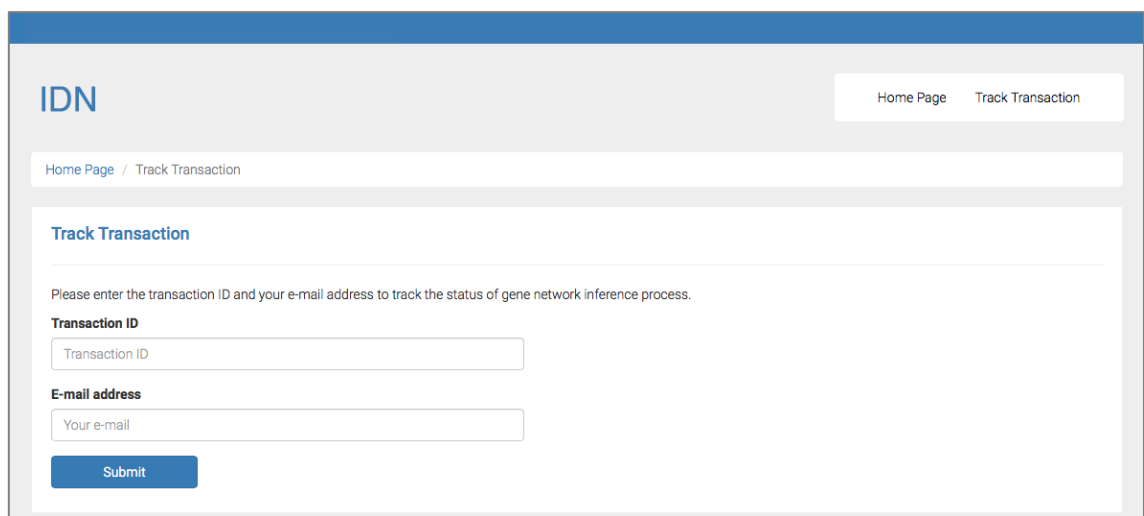 IDN
Home Page Track Transaction
Home Page / Track Transaction
Track Transaction
Please enter the transaction ID and your e-mail address to track the status of gene network inference process.
Transaction ID
Transaction ID
E-mail address
Your e-mail
Submit